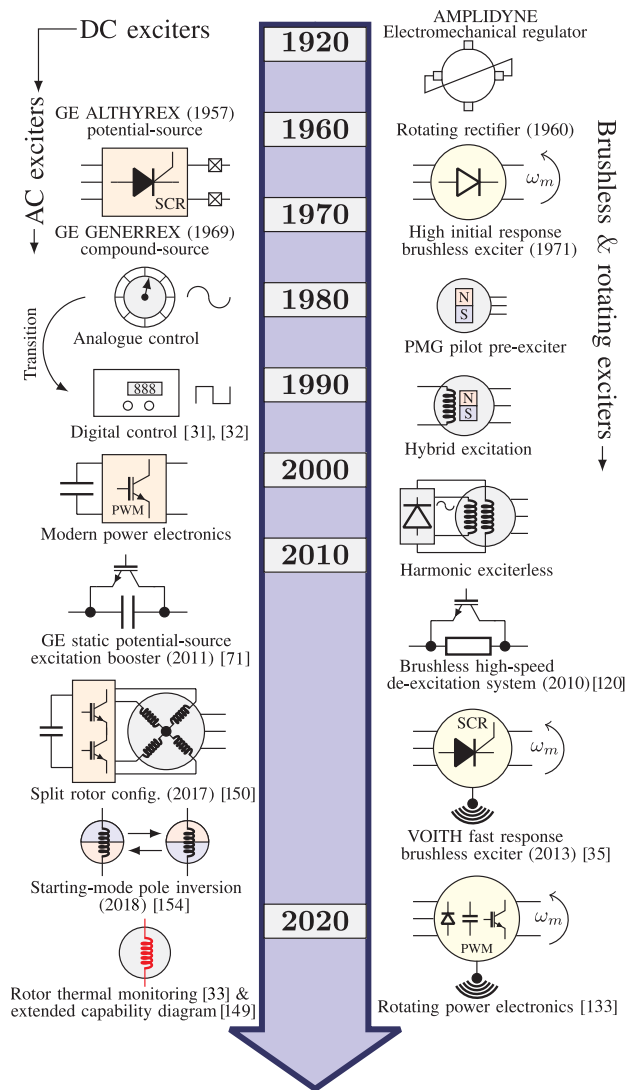 DC exciters
AC exciters
GE ALTHYREX (1957)
potential-source
SCR
GE GENERREX (1969)
compound-source
Analogue control
Transition
888
Digital control [31], [32]
PWM
Modern power electronics
GE static potential-source
excitation booster (2011) [71]
Split rotor config. (2017) [150]
Starting-mode pole inversion
(2018) [154]
Rotor thermal monitoring [33] &
extended capability diagram[149]
1920
1960
1970
1980
1990
2000
2010
2020
AMPLIDYNE
Electromechanical regulator
Brushless & rotating exciters
Rotating rectifier (1960)
ωm
High initial response
brushless exciter (1971)
N
S
PMG pilot pre-exciter
N
S
Hybrid excitation
Harmonic exciterless
Brushless high-speed
de-excitation system (2010)[120]
SCR
ωm
VOITH fast response
brushless exciter (2013) [35]
ωm
PWM
Rotating power electronics [133]